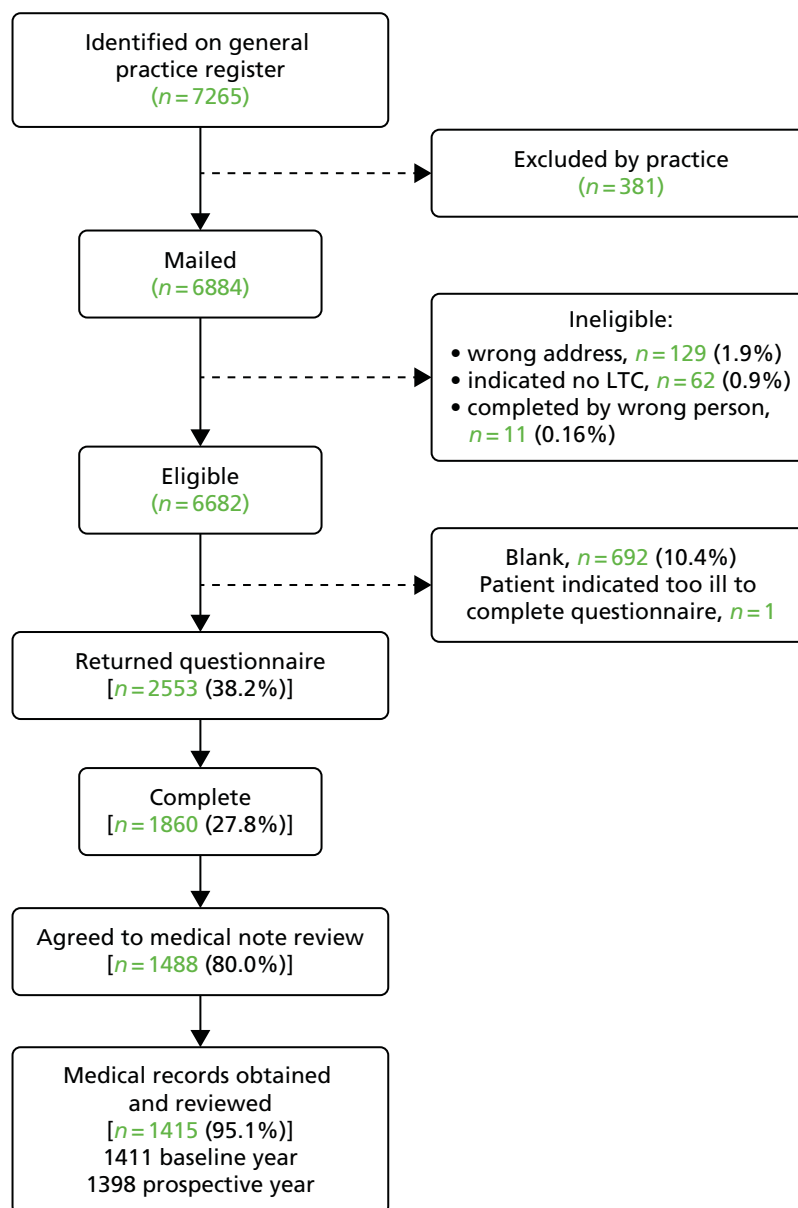 Identified on general
practice register
(n = 7265)
Excluded by practice
(n = 381)
Mailed
(n = 6884)
Ineligible:
• wrong address, n = 129 (1.9%)
• indicated no LTC, n = 62 (0.9%)
• completed by wrong person,
n = 11 (0.16%)
Eligible
(n = 6682)
Blank, n = 692 (10.4%)
Patient indicated too ill to
complete questionnaire, n = 1
Returned questionnaire
[n = 2553 (38.2%)]
Complete
[n = 1860 (27.8%)]
Agreed to medical note review
[n = 1488 (80.0%)]
Medical records obtained
and reviewed
[n = 1415 (95.1%)]
1411 baseline year
1398 prospective year